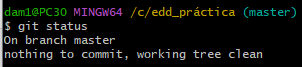 dam1@PC30 MINGW64 /c/edd_práctica (master)
$ git status
On branch master
nothing to commit, working tree clean